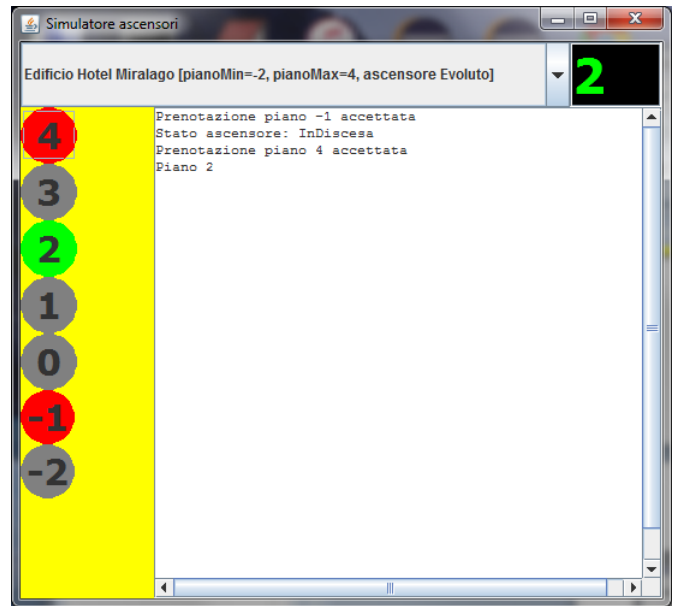 Simulatore ascensori
Edificio Hotel Miralago [pianoMin=-2, pianoMax=4, ascensore Evoluto]
2
4
3
2
1
0
-1
-2
Prenotazione piano -1 accettata
Stato ascensore: InDiscesa
Prenotazione piano 4 accettata
Piano 2